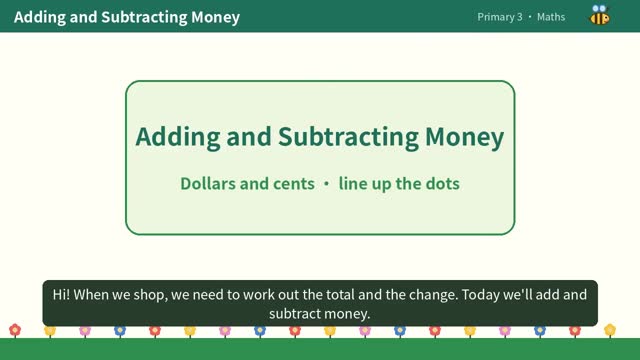 Adding and Subtracting Money
Primary 3 • Maths
Adding and Subtracting Money
Dollars and cents • line up the dots
Hi! When we shop, we need to work out the total and the change. Today we'll add and
subtract money.